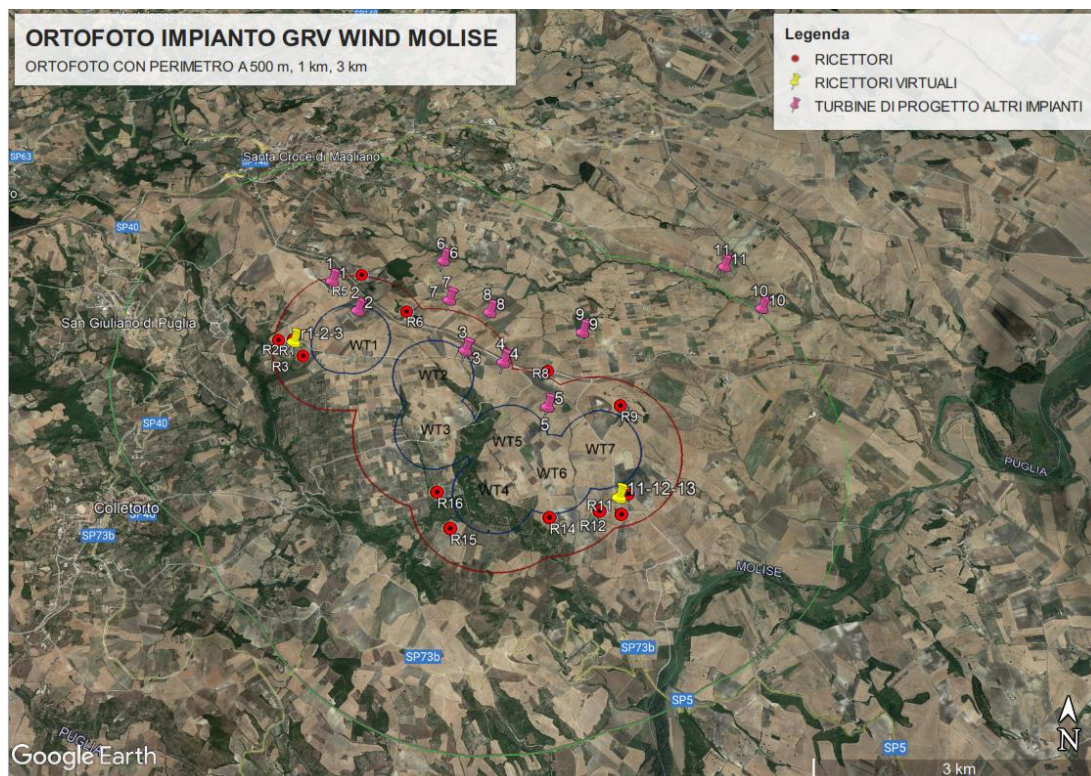 ORTOFOTO IMPIANTO GRV WIND MOLISE
ORTOFOTO CON PERIMETRO A 500 m, 1 km, 3 km
Legenda
RICETTORI
RICETTORI VIRTUALI
TURBINE DI PROGETTO ALTRI IMPIANTI
SP63
Santa Croce di Magliano
SP40
6
6
11
11
1
1
R5
2
2
7
7
8
8
10
10
R6
9
9
San Giuliano di Puglia
1-2-3
R2
R3
WT1
3
3
4
4
WT2
R8
5
5
R9
SP40
WT3
WT5
WT7
PUGLIA
WT6
WT4
R16
11-12-13
R11
R12
R14
R15
Colletorto
SP40
SP73b
MOLISE
SP73b
SP73b
SP5
PUGLIA
SP5
N
Google Earth
3 km